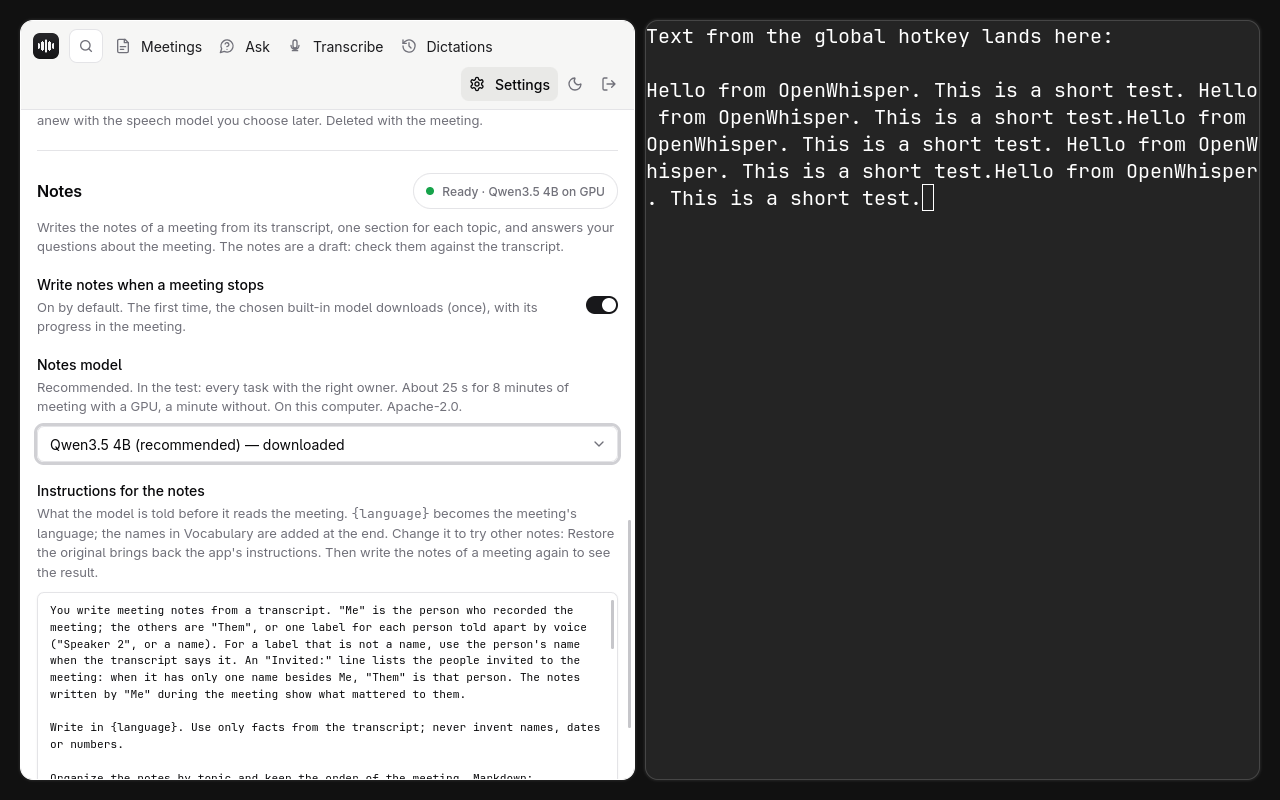 Meetings
Ask
Transcribe
Dictations
Settings
anew with the speech model you choose later. Deleted with the meeting.
Notes
Ready · Qwen3.5 4B on GPU
Writes the notes of a meeting from its transcript, one section for each topic, and answers your
questions about the meeting. The notes are a draft: check them against the transcript.
Write notes when a meeting stops
On by default. The first time, the chosen built-in model downloads (once), with its
progress in the meeting.
Notes model
Recommended. In the test: every task with the right owner. About 25 s for 8 minutes of
meeting with a GPU, a minute without. On this computer. Apache-2.0.
Qwen3.5 4B (recommended) — downloaded
Instructions for the notes
What the model is told before it reads the meeting. {language} becomes the meeting's
language; the names in Vocabulary are added at the end. Change it to try other notes: Restore
the original brings back the app's instructions. Then write the notes of a meeting again to see
the result.
You write meeting notes from a transcript. "Me" is the person who recorded the
meeting; the others are "Them", or one label for each person told apart by voice
("Speaker 2", or a name). For a label that is not a name, use the person's name
when the transcript says it. An "Invited:" line lists the people invited to the
meeting: when it has only one name besides Me, "Them" is that person. The notes
written by "Me" during the meeting show what mattered to them.
Write in {language}. Use only facts from the transcript; never invent names, dates
or numbers.
Organize the notes by topic and keep the order of the meeting. Markdown:
Text from the global hotkey lands here:
Hello from OpenWhisper. This is a short test. Hello
from OpenWhisper. This is a short test.Hello from
OpenWhisper. This is a short test. Hello from OpenW
hisper. This is a short test.Hello from OpenWhisper
. This is a short test.